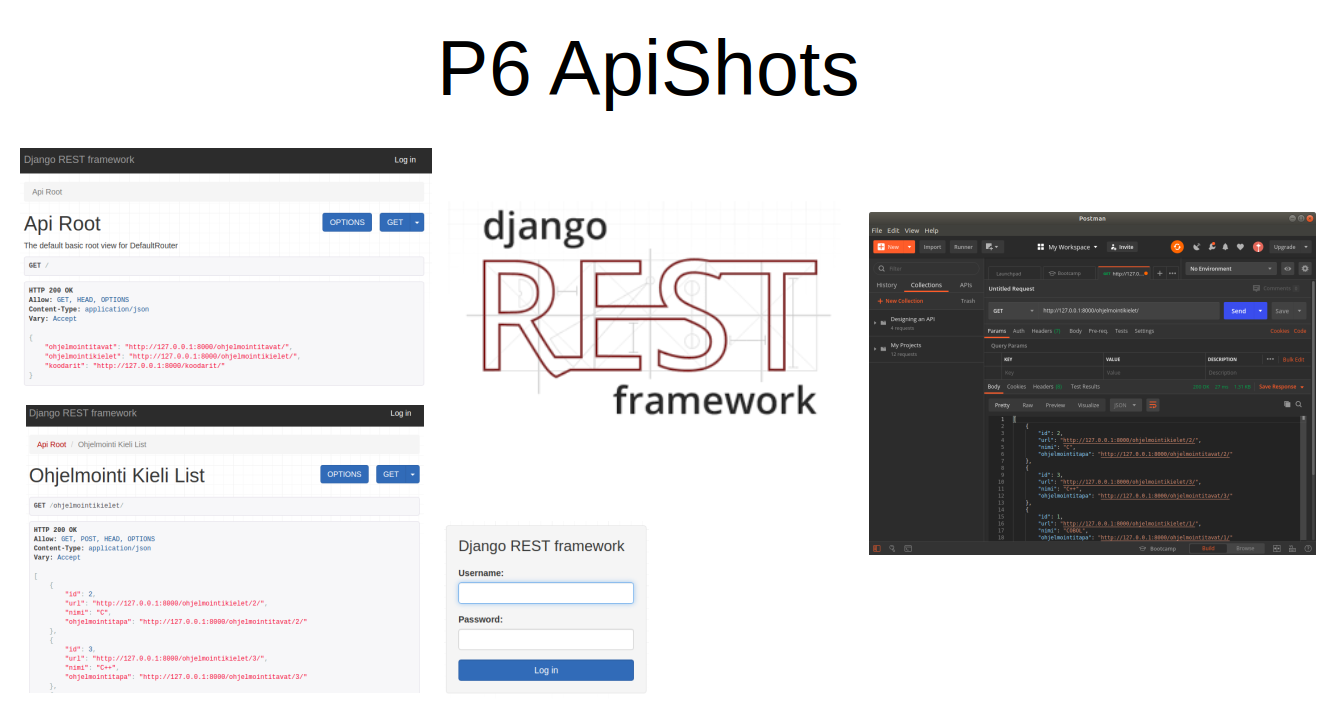 P6 ApiShots
Django REST framework
Log in
Api Root
Api Root
OPTIONS
GET
The default basic root view for DefaultRouter
GET /
HTTP 200 OK
Allow: GET, HEAD, OPTIONS
Content-Type: application/json
Vary: Accept
{
"ohjelmointitavat": "http://127.0.0.1:8000/ohjelmointitavat/",
"ohjelmointikielet": "http://127.0.0.1:8000/ohjelmointikielet/",
"koodarit": "http://127.0.0.1:8000/koodarit/"
}
Django REST framework
Log in
Api Root / Ohjelmointi Kieli List
Ohjelmointi Kieli List
OPTIONS
GET
GET /ohjelmointikielet/
HTTP 200 OK
Allow: GET, POST, HEAD, OPTIONS
Content-Type: application/json
Vary: Accept
[
{
"id": 2,
"url": "http://127.0.0.1:8000/ohjelmointikielet/2/",
"nimi": "C",
"ohjelmointitapa": "http://127.0.0.1:8000/ohjelmointitavat/2/"
},
{
"id": 3,
"url": "http://127.0.0.1:8000/ohjelmointikielet/3/",
"nimi": "C++",
"ohjelmointitapa": "http://127.0.0.1:8000/ohjelmointitavat/3/"
},
django
REST
framework
Django REST framework
Username:
Password:
Log in
Postman
File Edit View Help
New
Import
Runner
My Workspace
Invite
Upgrade
Filter
History Collections APIs
+ New Collection Trash
Designing an API
4 requests
My Projects
12 requests
Launchpad
Bootcamp
GET http://127.0...
No Environment
Untitled Request
Comments
GET
http://127.0.0.1:8000/ohjelmointikielet/
Send
Save
Params Auth Headers (7) Body Pre-req. Tests Settings Cookies Code
Query Params
KEY VALUE DESCRIPTION Bulk Edit
Key Value Description
Body Cookies Headers Test Results 200 OK Save Response
Pretty Raw Preview Visualize JSON
1 [
2 {
3 "id": 2,
4 "url": "http://127.0.0.1:8000/ohjelmointikielet/2/",
5 "nimi": "C",
6 "ohjelmointitapa": "http://127.0.0.1:8000/ohjelmointitavat/2/"
7 },
8 {
9 "id": 3,
10 "url": "http://127.0.0.1:8000/ohjelmointikielet/3/",
11 "nimi": "C++",
12 "ohjelmointitapa": "http://127.0.0.1:8000/ohjelmointitavat/3/"
13 },
14 {
15 "id": 1,
16 "url": "http://127.0.0.1:8000/ohjelmointikielet/1/",
17 "nimi": "COBOL",
18 "ohjelmointitapa": "http://127.0.0.1:8000/ohjelmointitavat/1/"
Bootcamp
Build
Browse